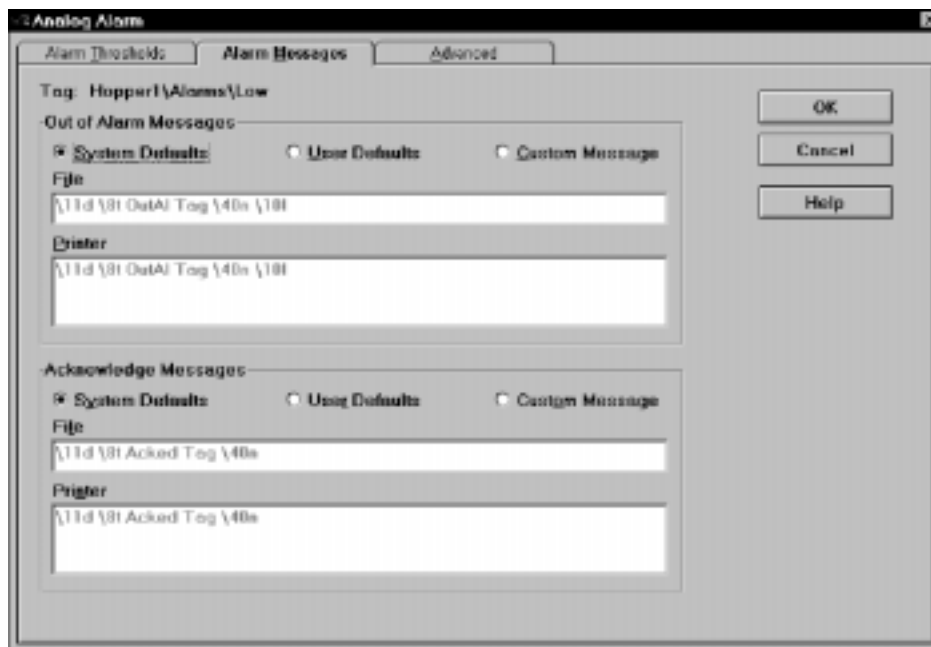 Analog Alarm
Alarm Thresholds Alarm Messages Advanced
Tag: Hopper1\Alarms\Low
OK
Out of Alarm Messages
System Defaults User Defaults Custom Message
Cancel
File
\11d \8t OutAl Tag \40n \10l
Help
Printer
\11d \8t OutAl Tag \40n \10l
Acknowledge Messages
System Defaults User Defaults Custom Message
File
\11d \8t Acked Tag \40n
Printer
\11d \8t Acked Tag \40n